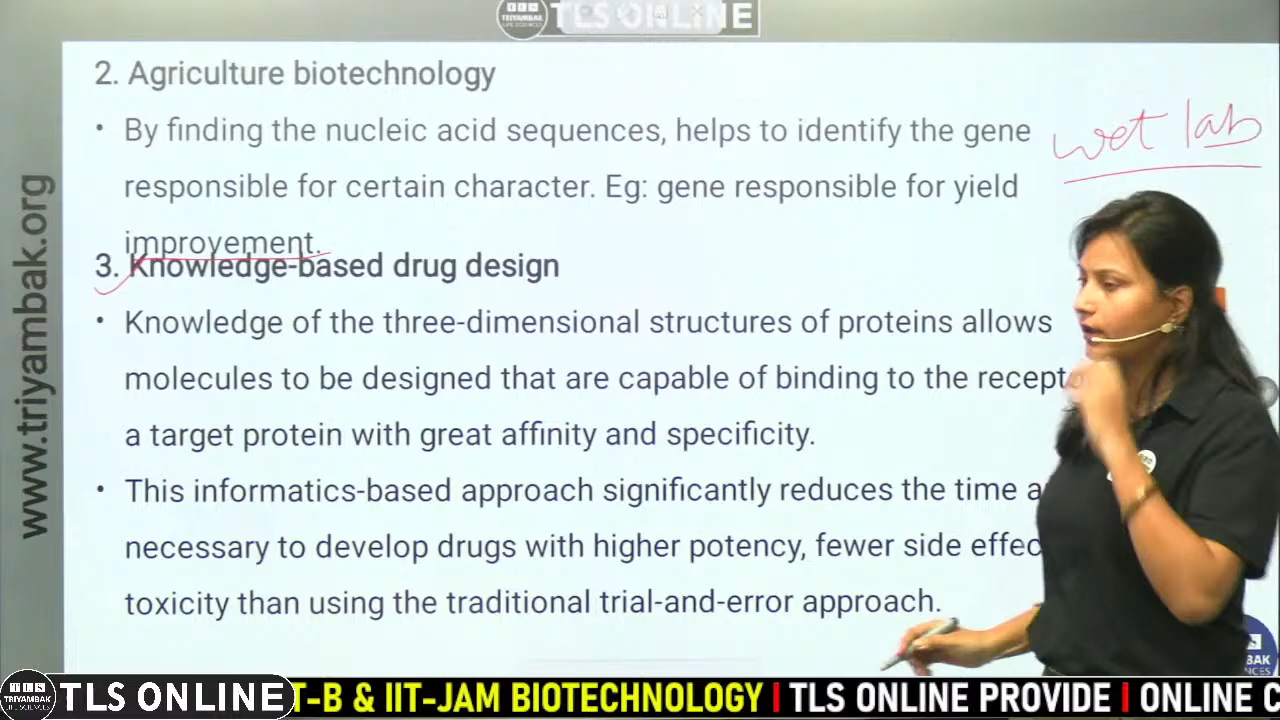 TRIYAMBAK
TLS ONLINE
2. Agriculture biotechnology
• By finding the nucleic acid sequences, helps to identify the gene
responsible for certain character. Eg: gene responsible for yield
improvement.
wet lab
3. Knowledge-based drug design
• Knowledge of the three-dimensional structures of proteins allows
molecules to be designed that are capable of binding to the recept
a target protein with great affinity and specificity.
• This informatics-based approach significantly reduces the time a
necessary to develop drugs with higher potency, fewer side effec
toxicity than using the traditional trial-and-error approach.
www.triyambak.org
BAK
ENCES
TRIYAMBAK
TLS ONLINE
T-B & IIT-JAM BIOTECHNOLOGY | TLS ONLINE PROVIDE | ONLINE C